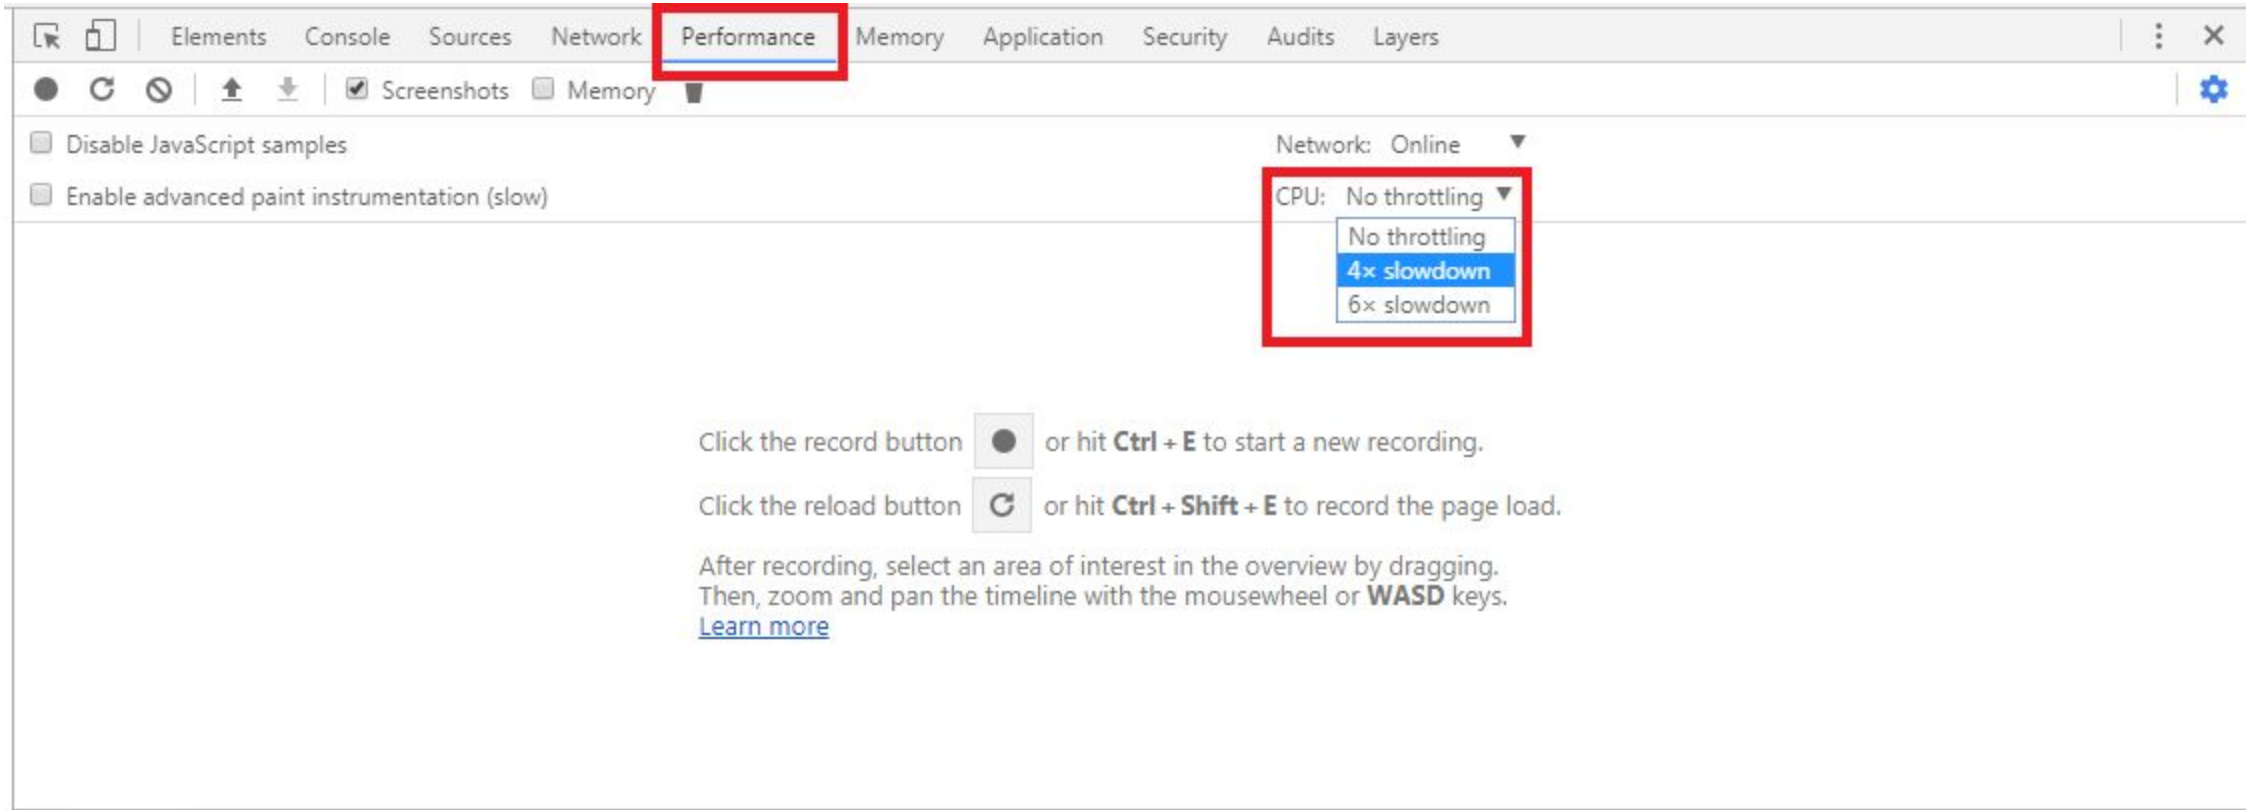 Elements Console Sources Network Performance Memory Application Security Audits Layers
Screenshots Memory
Disable JavaScript samples Network: Online
Enable advanced paint instrumentation (slow) CPU: No throttling
No throttling
4× slowdown
6× slowdown
Click the record button or hit Ctrl + E to start a new recording.
Click the reload button or hit Ctrl + Shift + E to record the page load.
After recording, select an area of interest in the overview by dragging.
Then, zoom and pan the timeline with the mousewheel or WASD keys.
Learn more